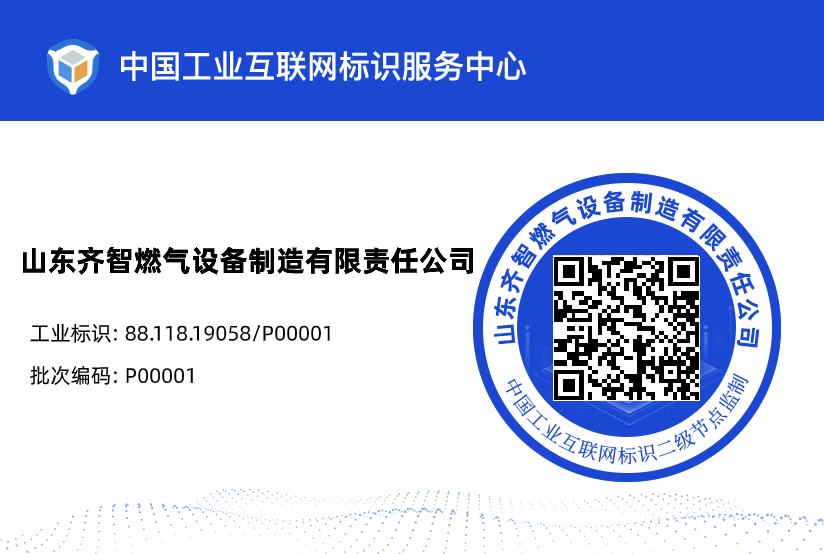 中国工业互联网标识服务中心
山东齐智燃气设备制造有限责任公司
工业标识: 88.118.19058/P00001
批次编码: P00001
山东齐智燃气设备制造有限责任公司
中国工业互联网标识二级节点监制